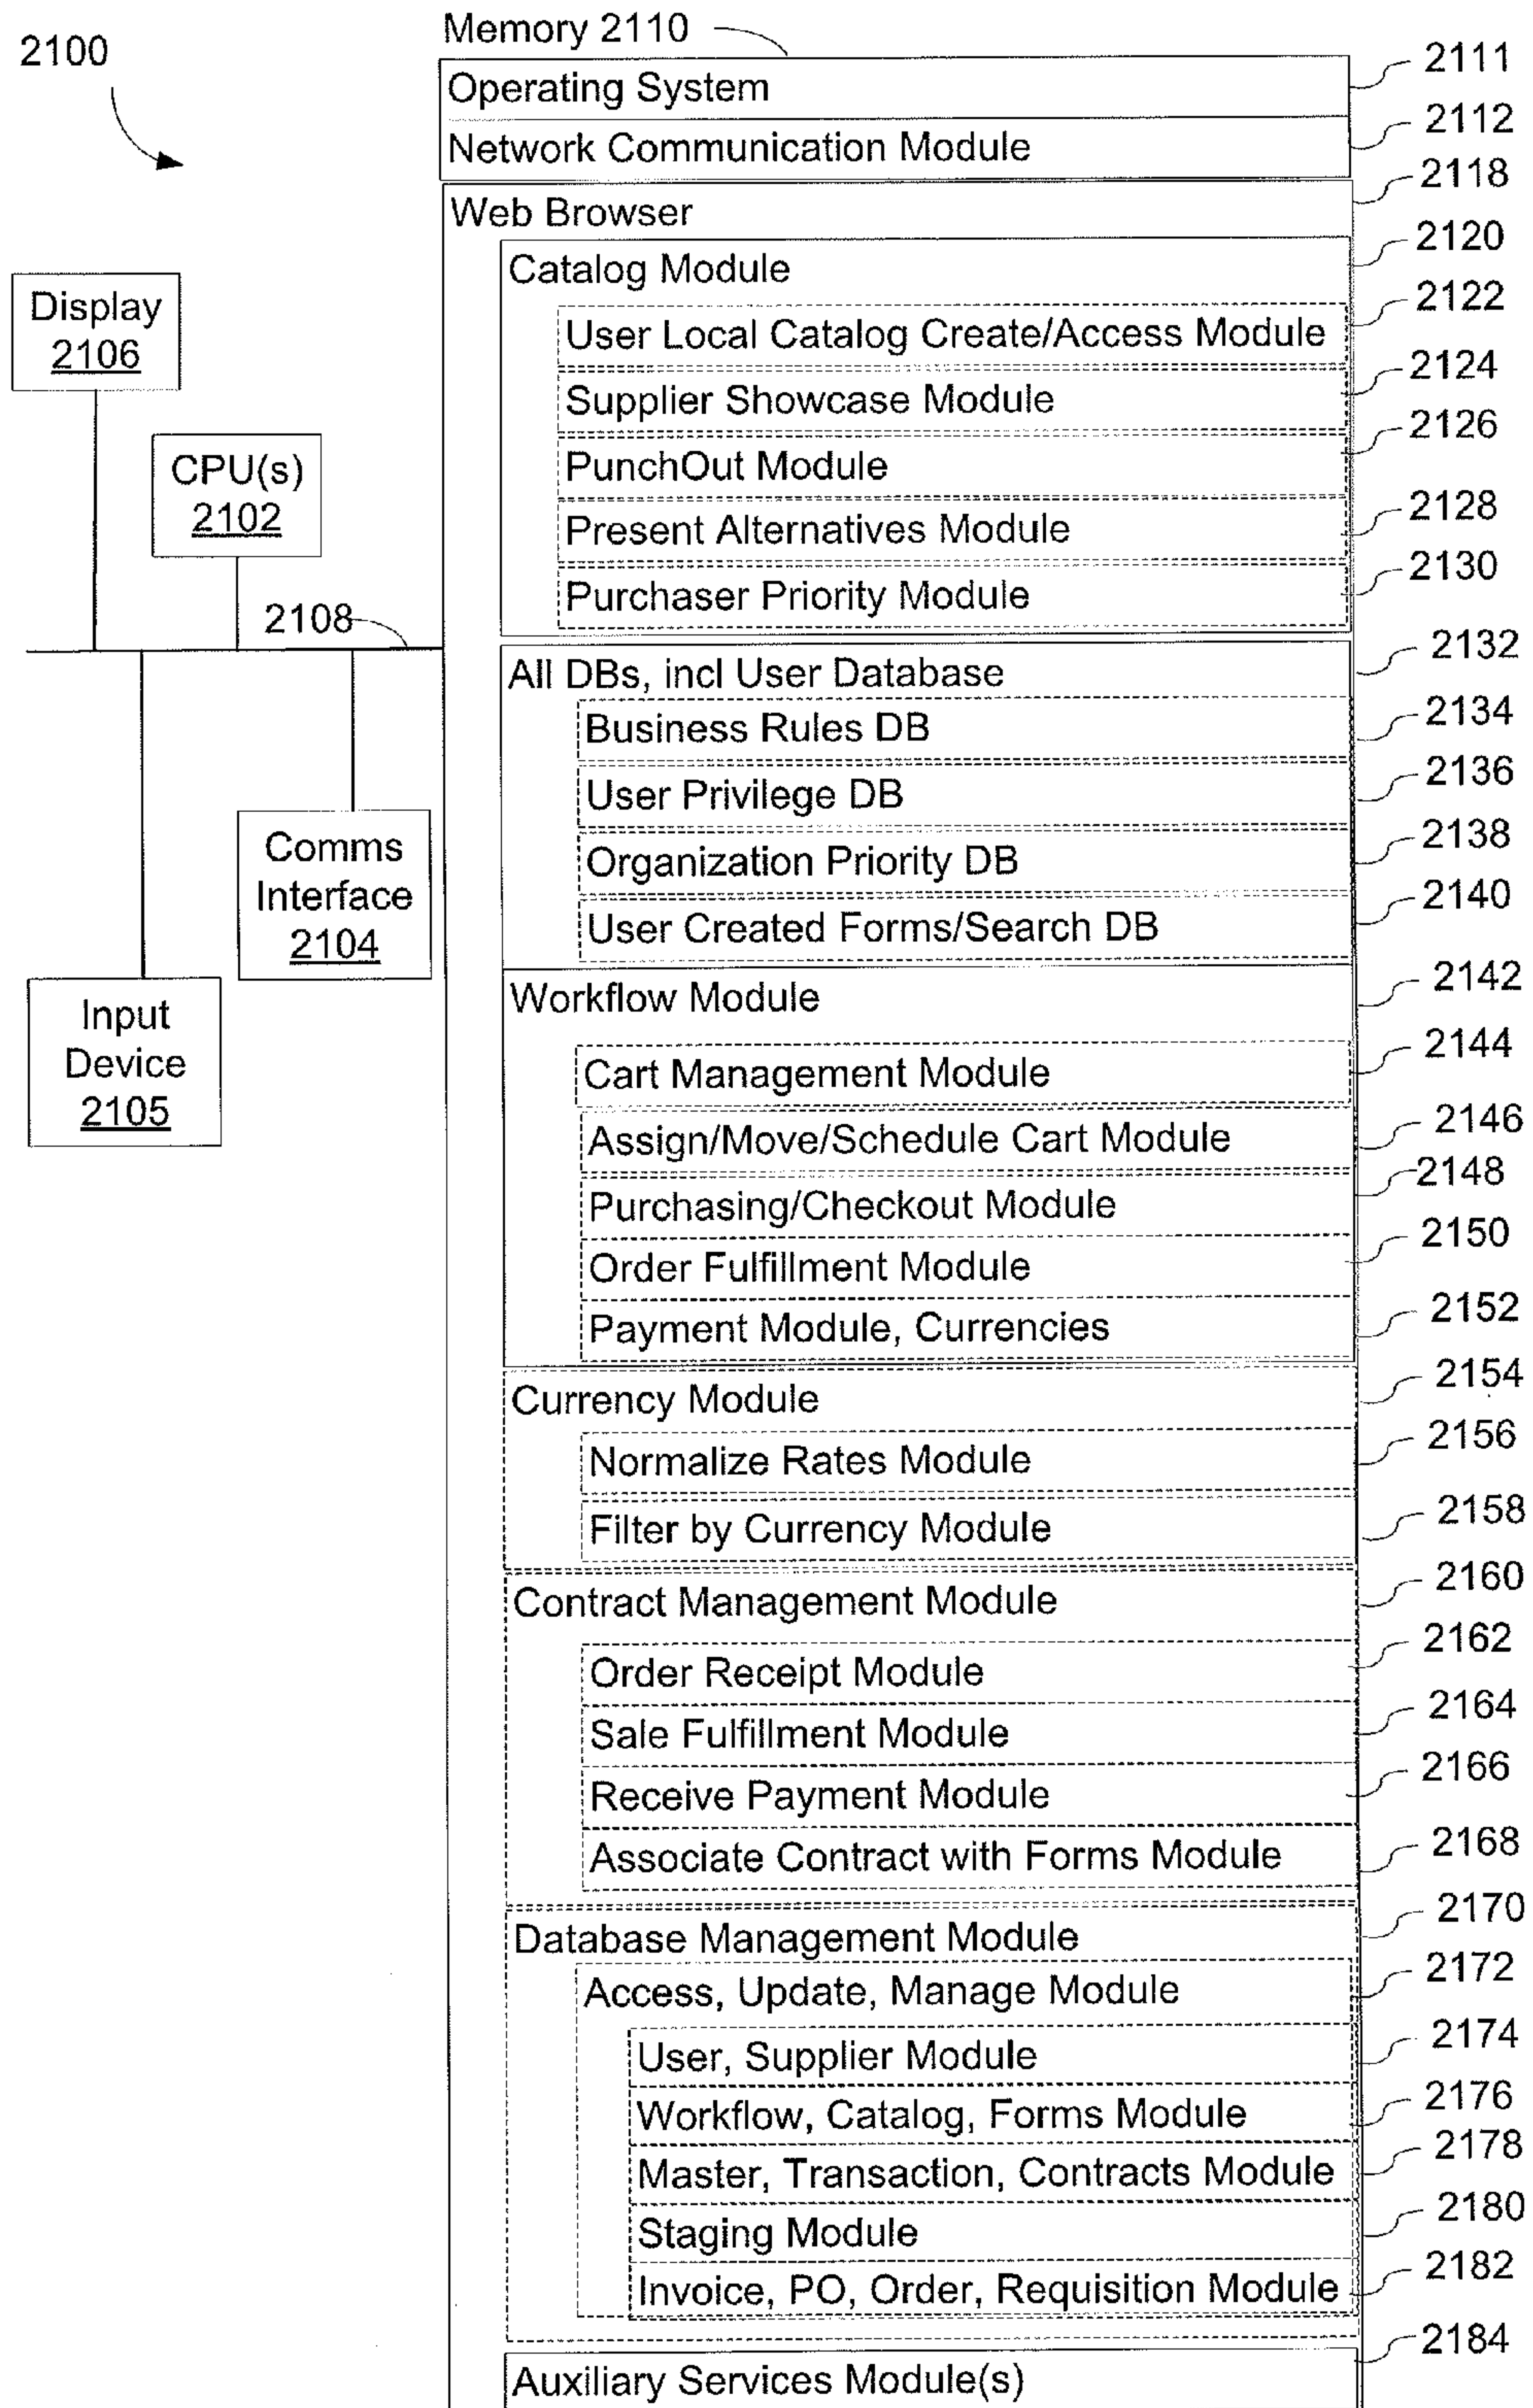 2100
Memory 2110
Operating System
2111
Network Communication Module
2112
Web Browser
2118
Catalog Module
2120
User Local Catalog Create/Access Module
2122
Supplier Showcase Module
2124
PunchOut Module
2126
Present Alternatives Module
2128
Purchaser Priority Module
2130
Display
2106
CPU(s)
2102
2108
Comms
Interface
2104
Input
Device
2105
All DBs, incl User Database
2132
Business Rules DB
2134
User Privilege DB
2136
Organization Priority DB
2138
User Created Forms/Search DB
2140
Workflow Module
2142
Cart Management Module
2144
Assign/Move/Schedule Cart Module
2146
Purchasing/Checkout Module
2148
Order Fulfillment Module
2150
Payment Module, Currencies
2152
Currency Module
2154
Normalize Rates Module
2156
Filter by Currency Module
2158
Contract Management Module
2160
Order Receipt Module
2162
Sale Fulfillment Module
2164
Receive Payment Module
2166
Associate Contract with Forms Module
2168
Database Management Module
2170
Access, Update, Manage Module
2172
User, Supplier Module
2174
Workflow, Catalog, Forms Module
2176
Master, Transaction, Contracts Module
2178
Staging Module
2180
Invoice, PO, Order, Requisition Module
2182
Auxiliary Services Module(s)
2184